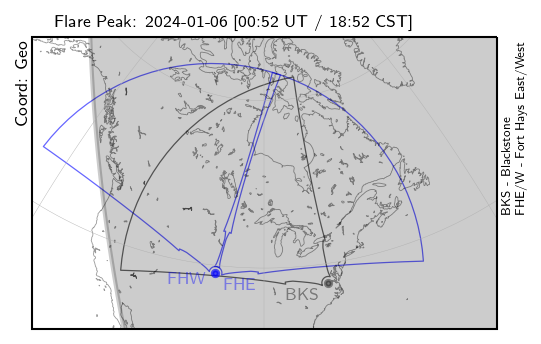 Flare Peak: 2024-01-06 [00:52 UT / 18:52 CST]
Coord: Geo
FHW
FHE
BKS
BKS - Blackstone
FHE/W - Fort Hays East/West